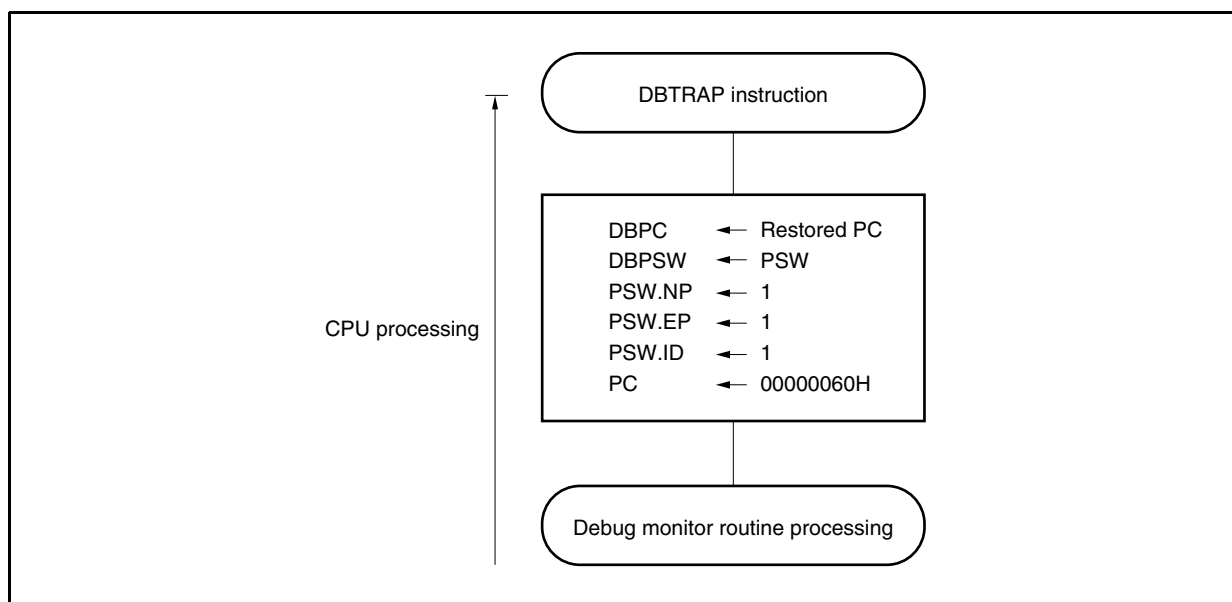 DBTRAP instruction
CPU processing
DBPC ← Restored PC
DBPSW ← PSW
PSW.NP ← 1
PSW.EP ← 1
PSW.ID ← 1
PC ← 00000060H
Debug monitor routine processing